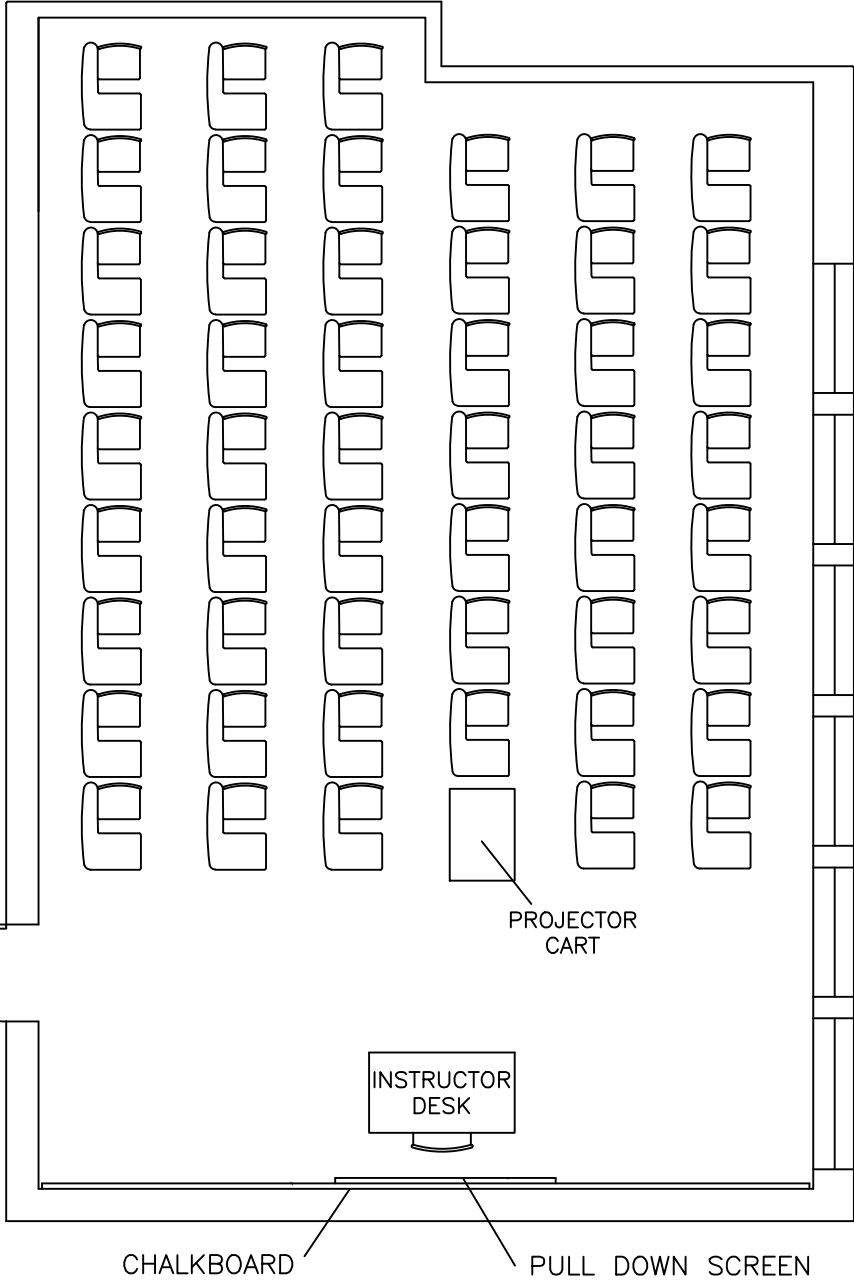 PROJECTOR
CART
INSTRUCTOR
DESK
CHALKBOARD
PULL DOWN SCREEN